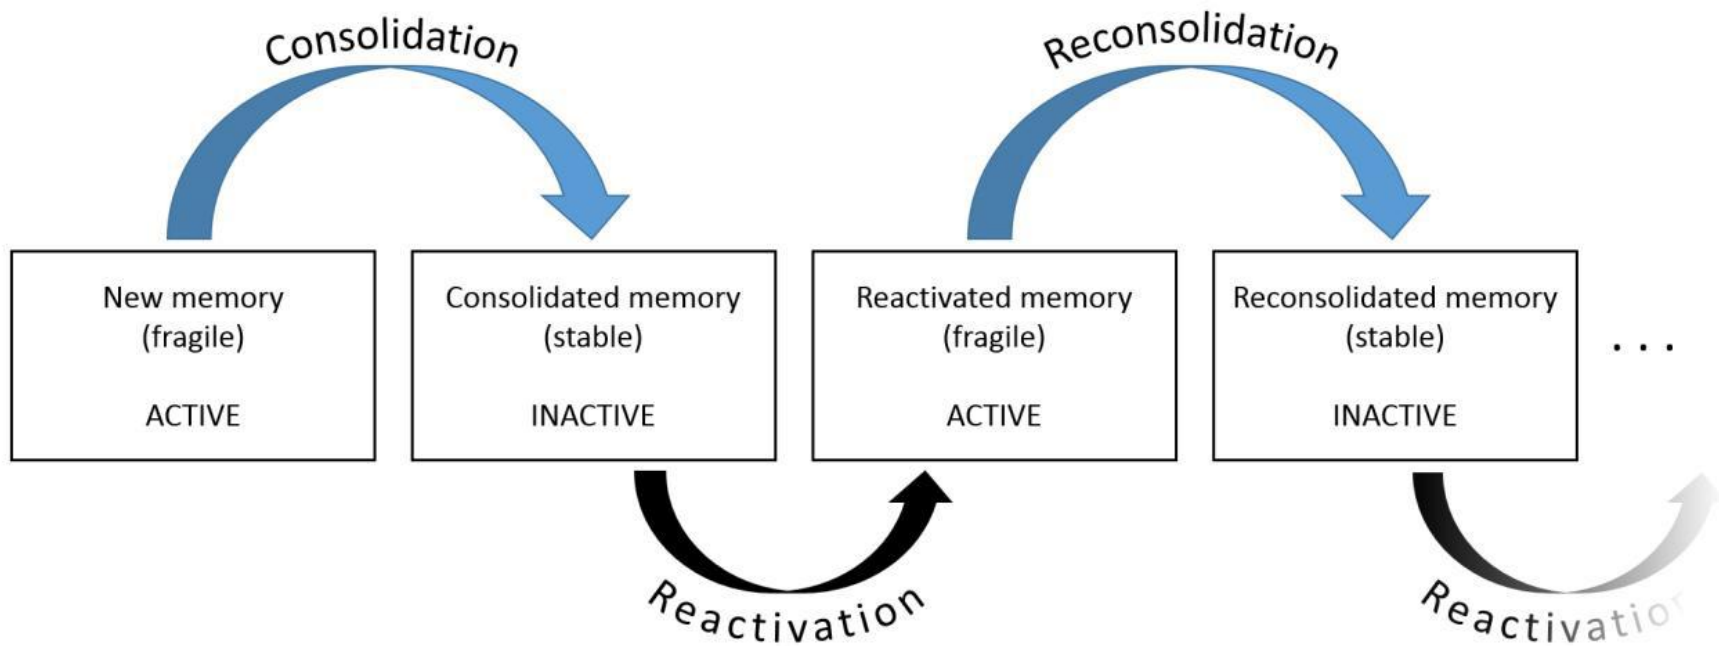 Consolidation
Reconsolidation
New memory
(fragile)
ACTIVE
Consolidated memory
(stable)
INACTIVE
Reactivated memory
(fragile)
ACTIVE
Reconsolidated memory
(stable)
INACTIVE
. . .
Reactivation
Reactivation